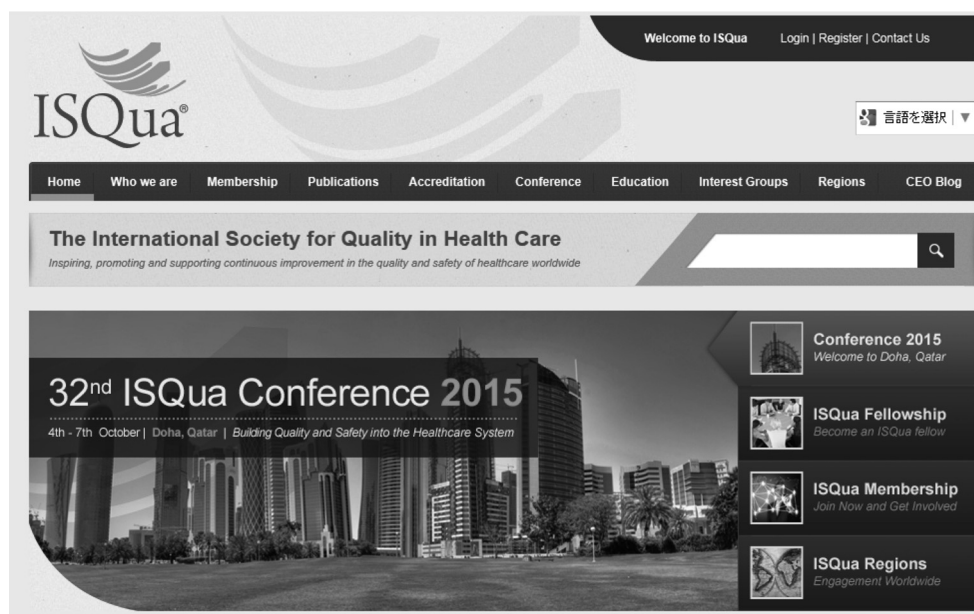 Welcome to ISQua Login | Register | Contact Us
ISQua®
言語を選択 | ▼
Home Who we are Membership Publications Accreditation Conference Education Interest Groups Regions CEO Blog
The International Society for Quality in Health Care
Inspiring, promoting and supporting continuous improvement in the quality and safety of healthcare worldwide
32nd ISQua Conference 2015
4th - 7th October | Doha, Qatar | Building Quality and Safety into the Healthcare System
Conference 2015
Welcome to Doha, Qatar
ISQua Fellowship
Become an ISQua fellow
ISQua Membership
Join Now and Get Involved
ISQua Regions
Engagement Worldwide